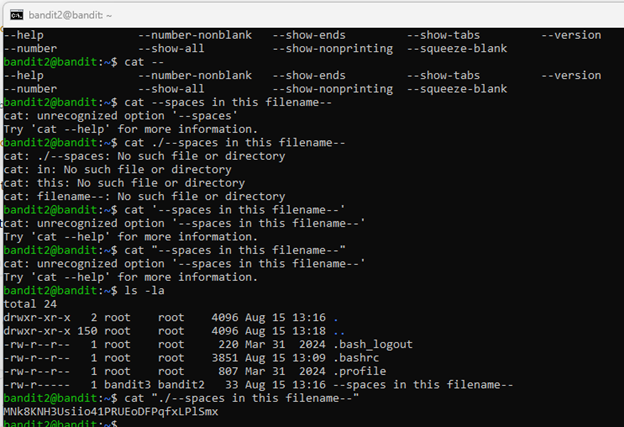 bandit2@bandit: ~
--help --number-nonblank --show-ends --show-tabs --version
--number --show-all --show-nonprinting --squeeze-blank
bandit2@bandit:~$ cat --
--help --number-nonblank --show-ends --show-tabs --version
--number --show-all --show-nonprinting --squeeze-blank
bandit2@bandit:~$ cat --spaces in this filename--
cat: unrecognized option '--spaces'
Try 'cat --help' for more information.
bandit2@bandit:~$ cat ./--spaces in this filename--
cat: ./--spaces: No such file or directory
cat: in: No such file or directory
cat: this: No such file or directory
cat: filename--: No such file or directory
bandit2@bandit:~$ cat '--spaces in this filename--'
cat: unrecognized option '--spaces in this filename--'
Try 'cat --help' for more information.
bandit2@bandit:~$ cat "--spaces in this filename--"
cat: unrecognized option '--spaces in this filename--'
Try 'cat --help' for more information.
bandit2@bandit:~$ ls -la
total 24
drwxr-xr-x 2 root root 4096 Aug 15 13:16 .
drwxr-xr-x 150 root root 4096 Aug 15 13:18 ..
-rw-r--r-- 1 root root 220 Mar 31 2024 .bash_logout
-rw-r--r-- 1 root root 3851 Aug 15 13:09 .bashrc
-rw-r--r-- 1 root root 807 Mar 31 2024 .profile
-rw-r----- 1 bandit3 bandit2 33 Aug 15 13:16 --spaces in this filename--
bandit2@bandit:~$ cat "./--spaces in this filename--"
MNk8KNH3Usiio41PRUEoDFPqfxLPlSmx
bandit2@bandit:~$